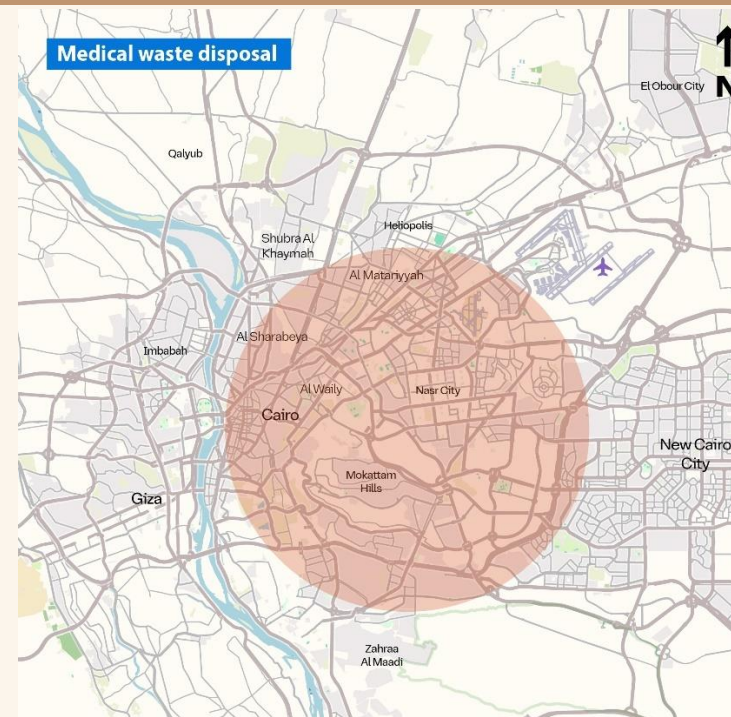 Medical waste disposal
N
El Obour City
Qalyub
Heliopolis
Shubra Al
Khaymah
Al Matariyyah
Al Sharabeya
Imbabah
Al Waily
Nasr City
Cairo
New Cairo
City
Mokattam
Hills
Giza
Zahraa
Al Maadi